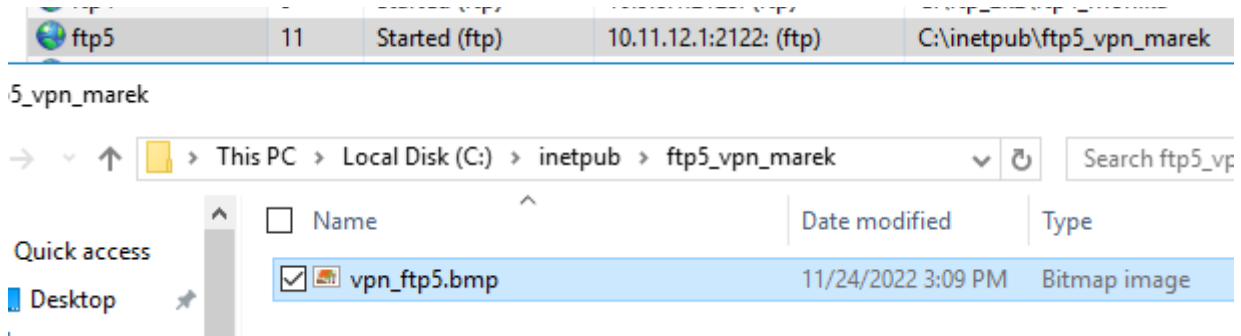 ftp5 11 Started (ftp) 10.11.12.1:2122: (ftp) C:\inetpub\ftp5_vpn_marek
5_vpn_marek
This PC > Local Disk (C:) > inetpub > ftp5_vpn_marek Search ftp5_vp
Name Date modified Type
Quick access
vpn_ftp5.bmp 11/24/2022 3:09 PM Bitmap image
Desktop